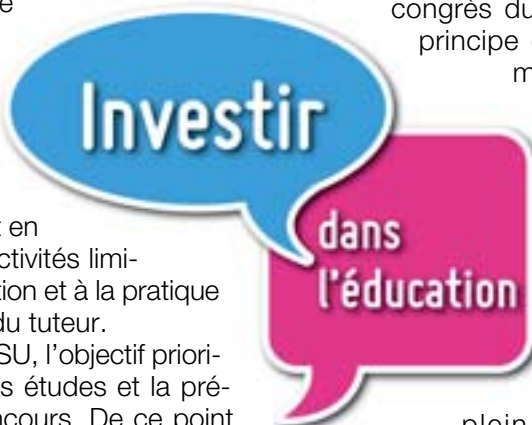 congrès du
principe
Investir
dans
l'éducation
en
ctivités limi-
tion et à la pratique
du tuteur.
SU, l'objectif priori-
s études et la pré-
cours. De ce point
plein